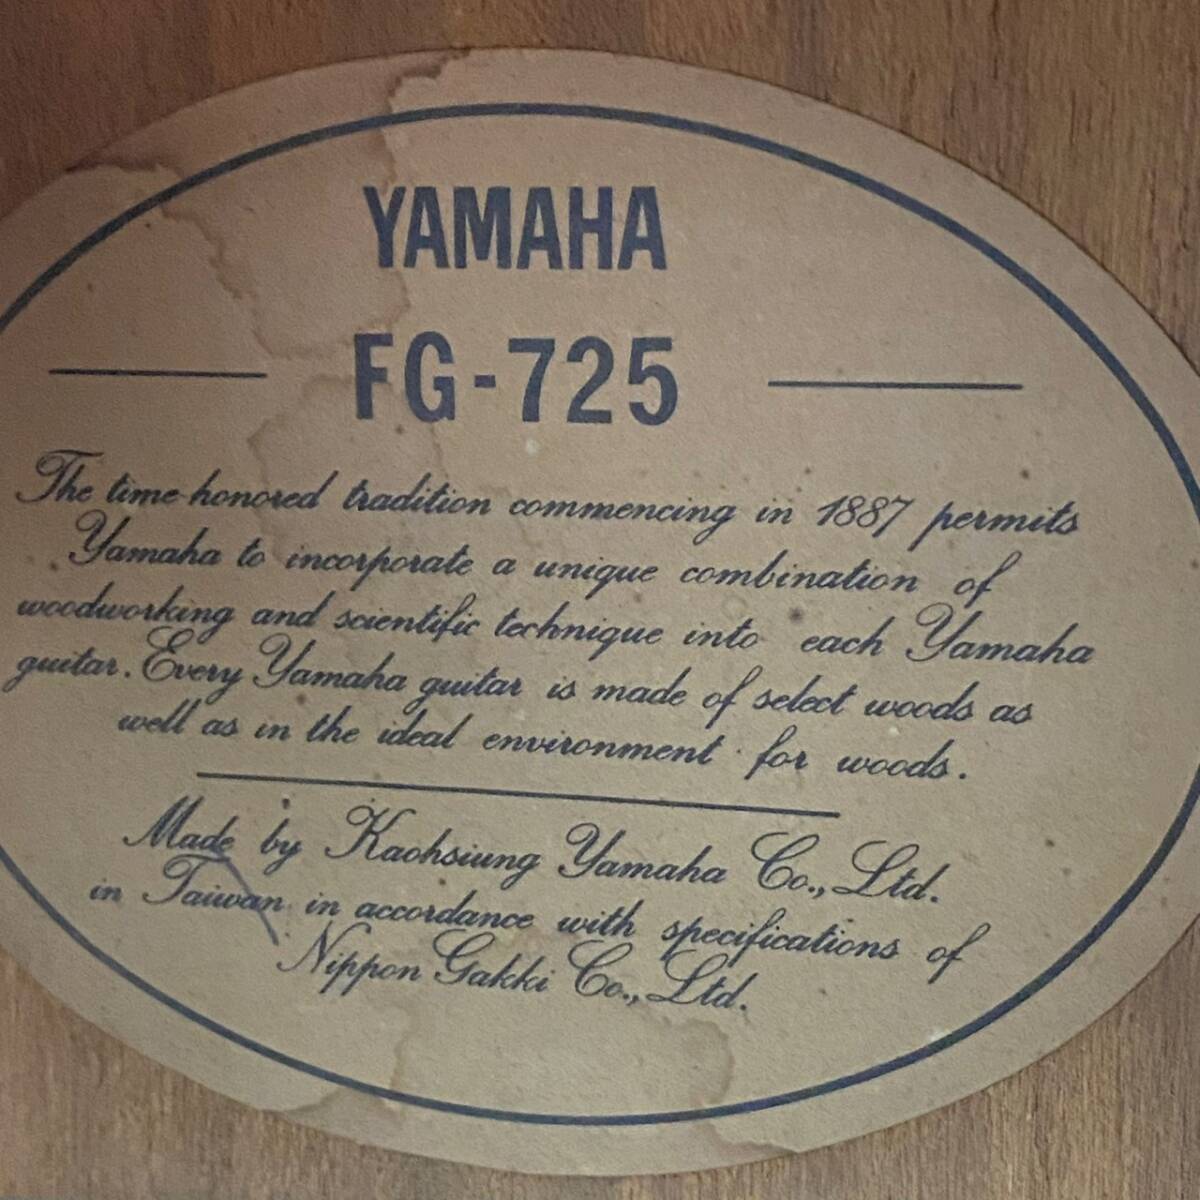 YAMAHA
FG-725
The time-honored tradition commencing in 1887 permits
Yamaha to incorporate a unique combination of
woodworking and scientific technique into each Yamaha
guitar. Every Yamaha guitar is made of select woods as
well as in the ideal environment for woods.
Made by Kaohsiung Yamaha Co., Ltd.
in Taiwan in accordance with specifications of
Nippon Gakki Co., Ltd.